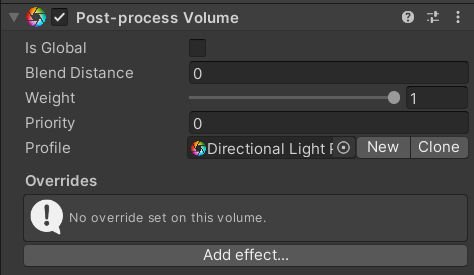 Post-process Volume
Is Global
Blend Distance 0
Weight 1
Priority 0
Profile Directional Light P New Clone
Overrides
No override set on this volume.
Add effect...